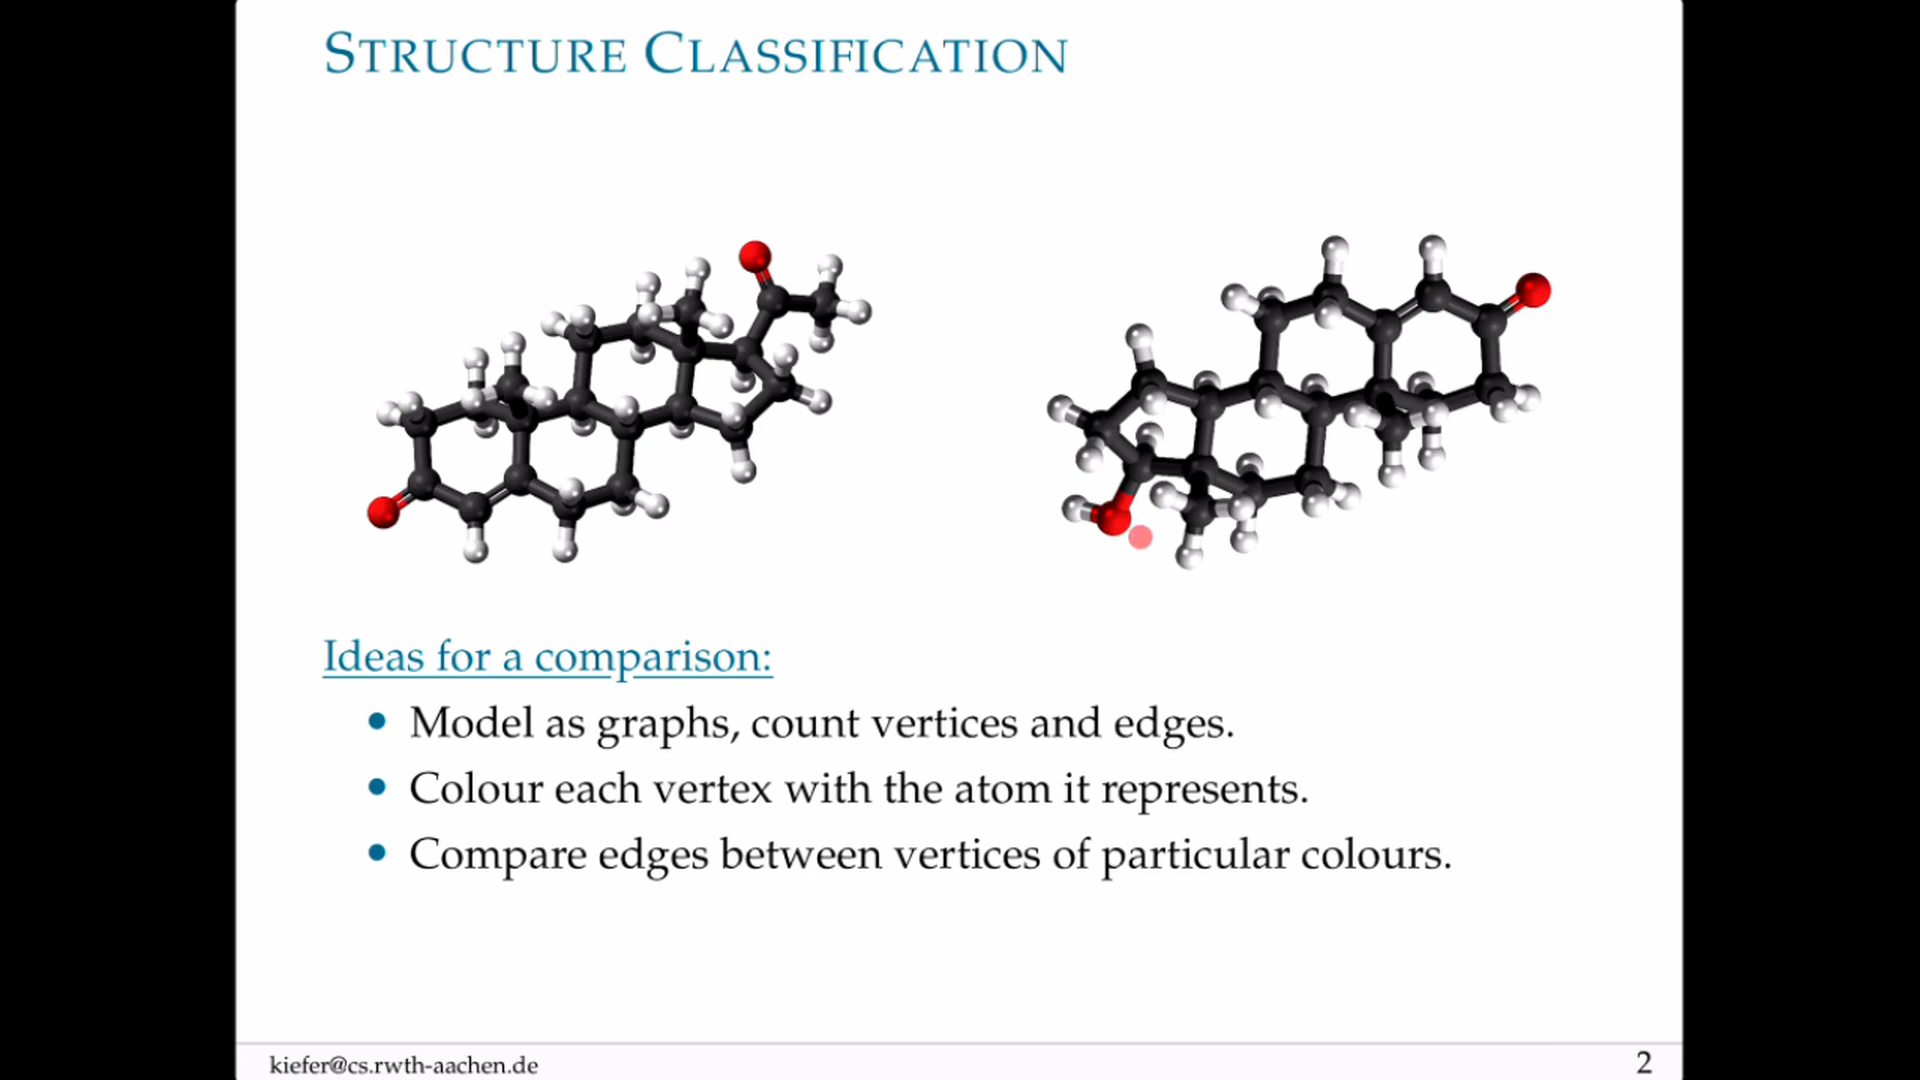 STRUCTURE CLASSIFICATION
Ideas for a comparison:
• Model as graphs, count vertices and edges.
• Colour each vertex with the atom it represents.
• Compare edges between vertices of particular colours.
kiefer@cs.rwth-aachen.de
2